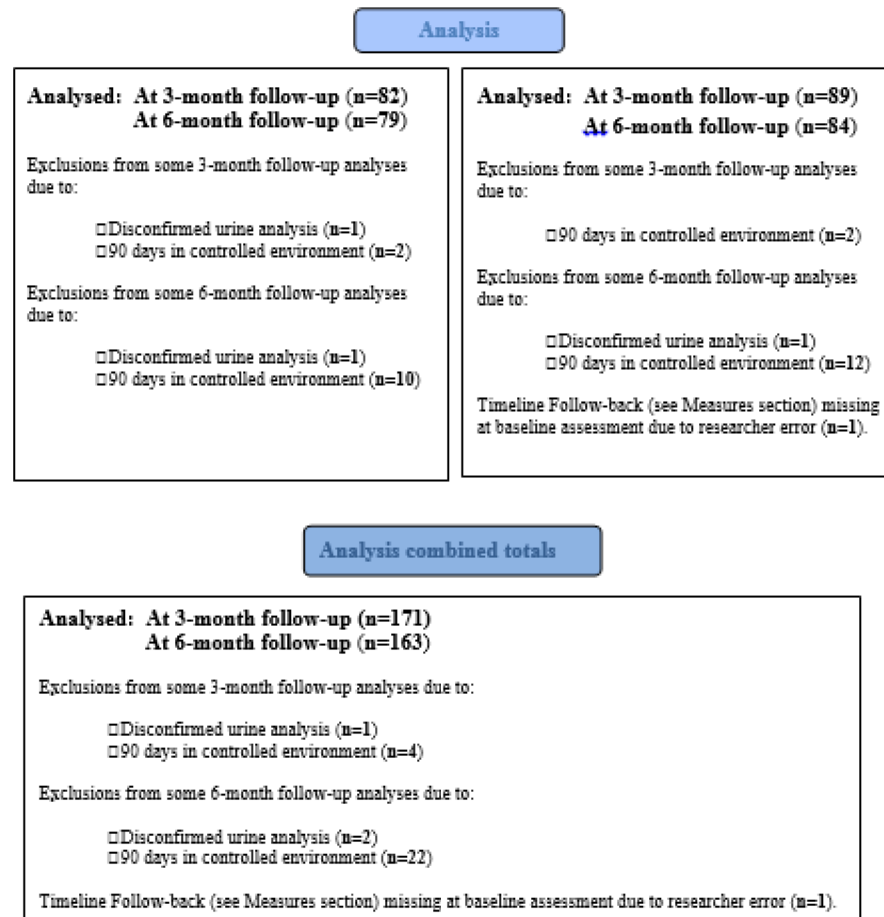 Analysis
Analysed: At 3-month follow-up (n=82)
At 6-month follow-up (n=79)
Exclusions from some 3-month follow-up analyses
due to:
□Disconfirmed urine analysis (n=1)
□90 days in controlled environment (n=2)
Exclusions from some 6-month follow-up analyses
due to:
□Disconfirmed urine analysis (n=1)
□90 days in controlled environment (n=10)
Analysed: At 3-month follow-up (n=89)
At 6-month follow-up (n=84)
Exclusions from some 3-month follow-up analyses
due to:
□90 days in controlled environment (n=2)
Exclusions from some 6-month follow-up analyses
due to:
□Disconfirmed urine analysis (n=1)
□90 days in controlled environment (n=12)
Timeline Follow-back (see Measures section) missing
at baseline assessment due to researcher error (n=1).
Analysis combined totals
Analysed: At 3-month follow-up (n=171)
At 6-month follow-up (n=163)
Exclusions from some 3-month follow-up analyses due to:
□Disconfirmed urine analysis (n=1)
□90 days in controlled environment (n=4)
Exclusions from some 6-month follow-up analyses due to:
□Disconfirmed urine analysis (n=2)
□90 days in controlled environment (n=22)
Timeline Follow-back (see Measures section) missing at baseline assessment due to researcher error (n=1).